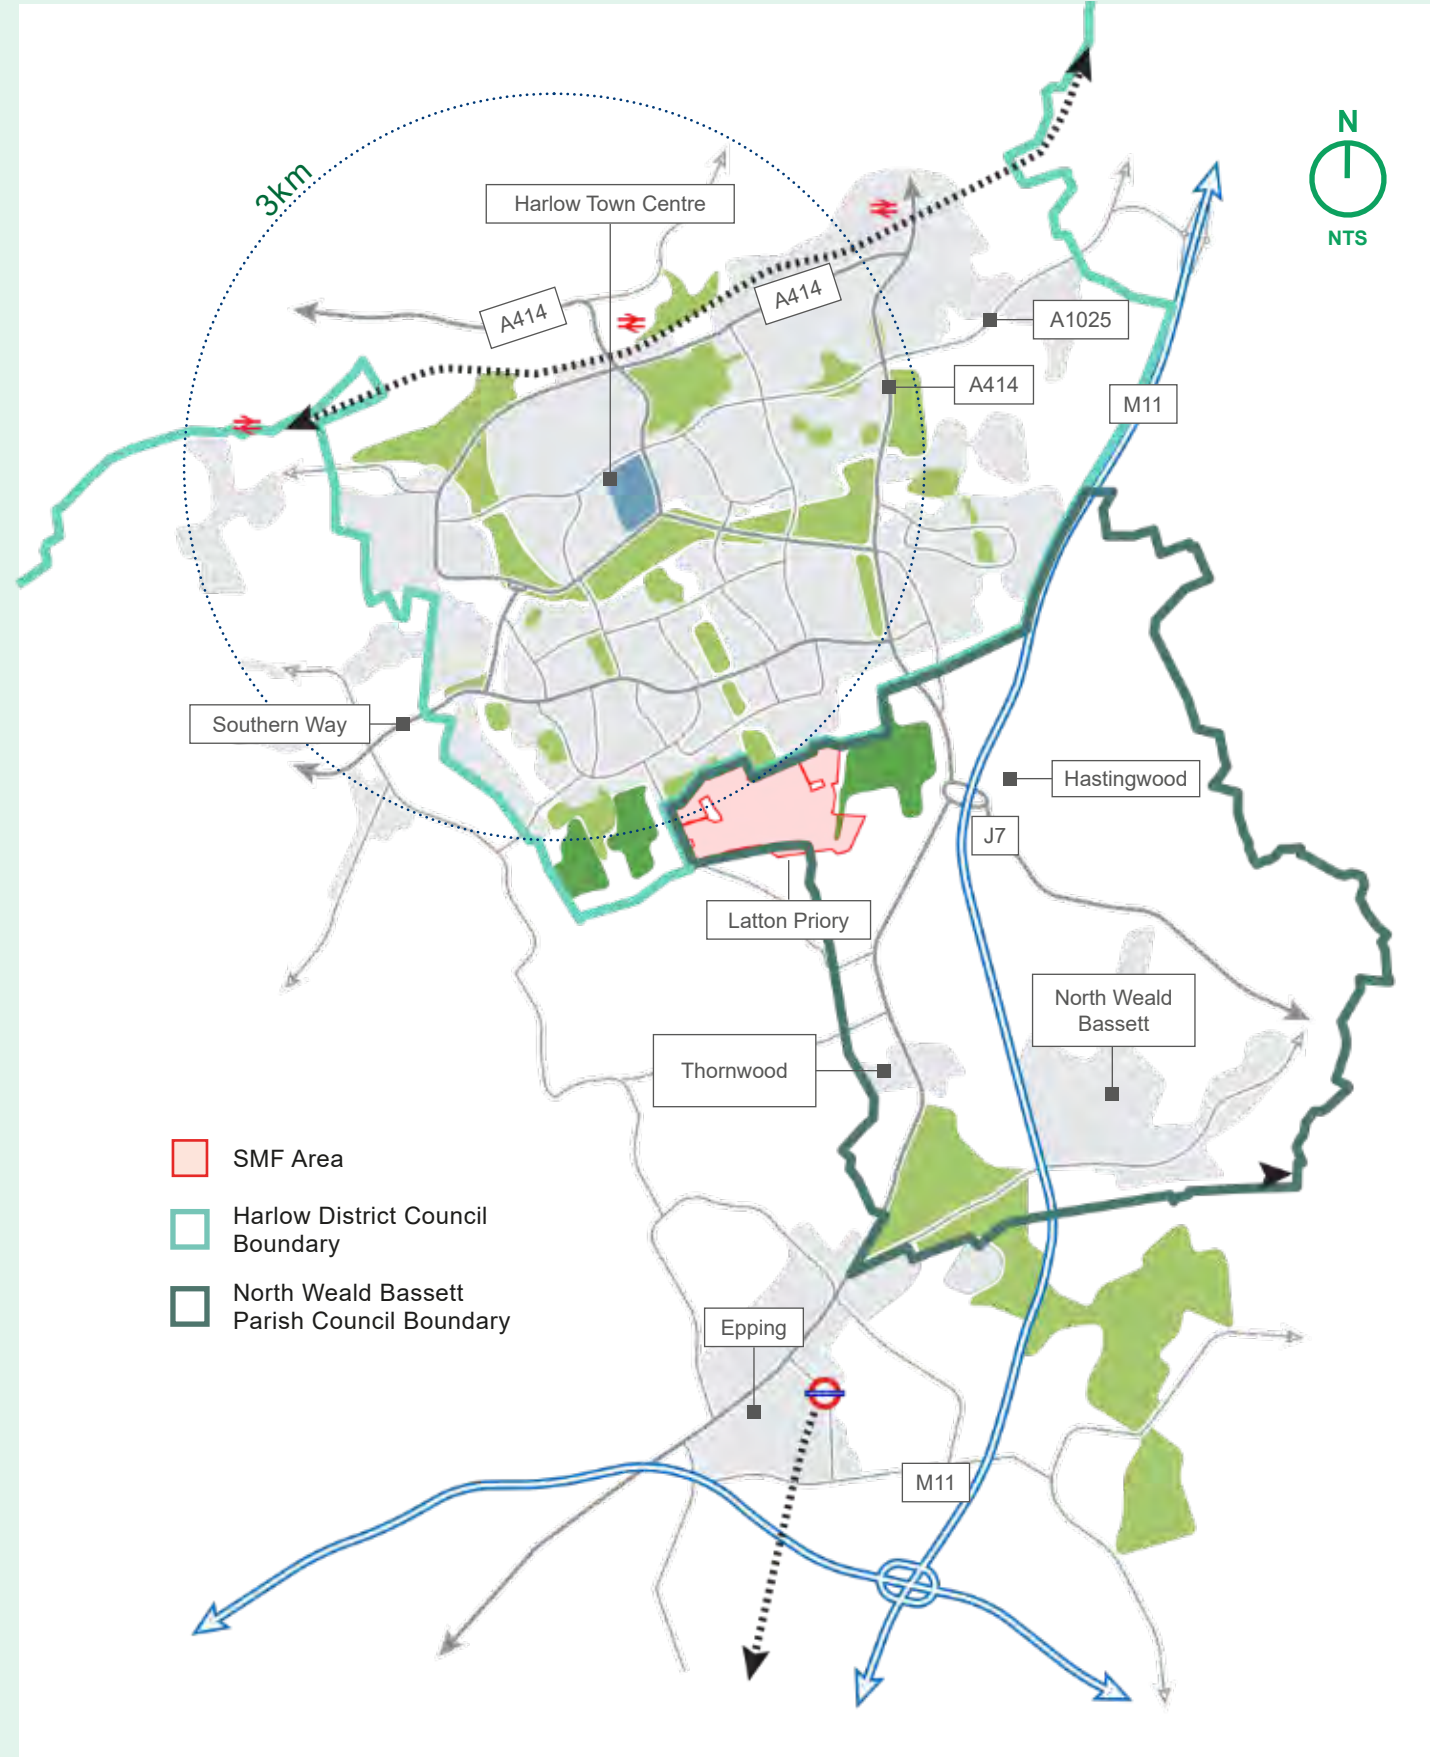 N
NTS
3km
Harlow Town Centre
A414
A414
A1025
A414
M11
Southern Way
Hastingwood
J7
Latton Priory
North Weald
Bassett
Thornwood
SMF Area
Harlow District Council
Boundary
North Weald Bassett
Parish Council Boundary
Epping
M11